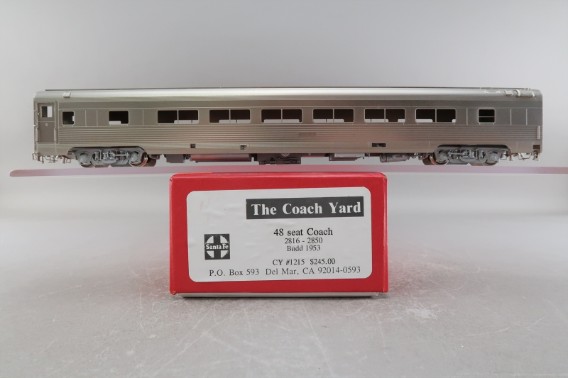 The Coach Yard
48 seat Coach
2816 - 2850
Budd 1953
Santa Fe
CY #1215 $245.00
P.O. Box 593 Del Mar, CA 92014-0593